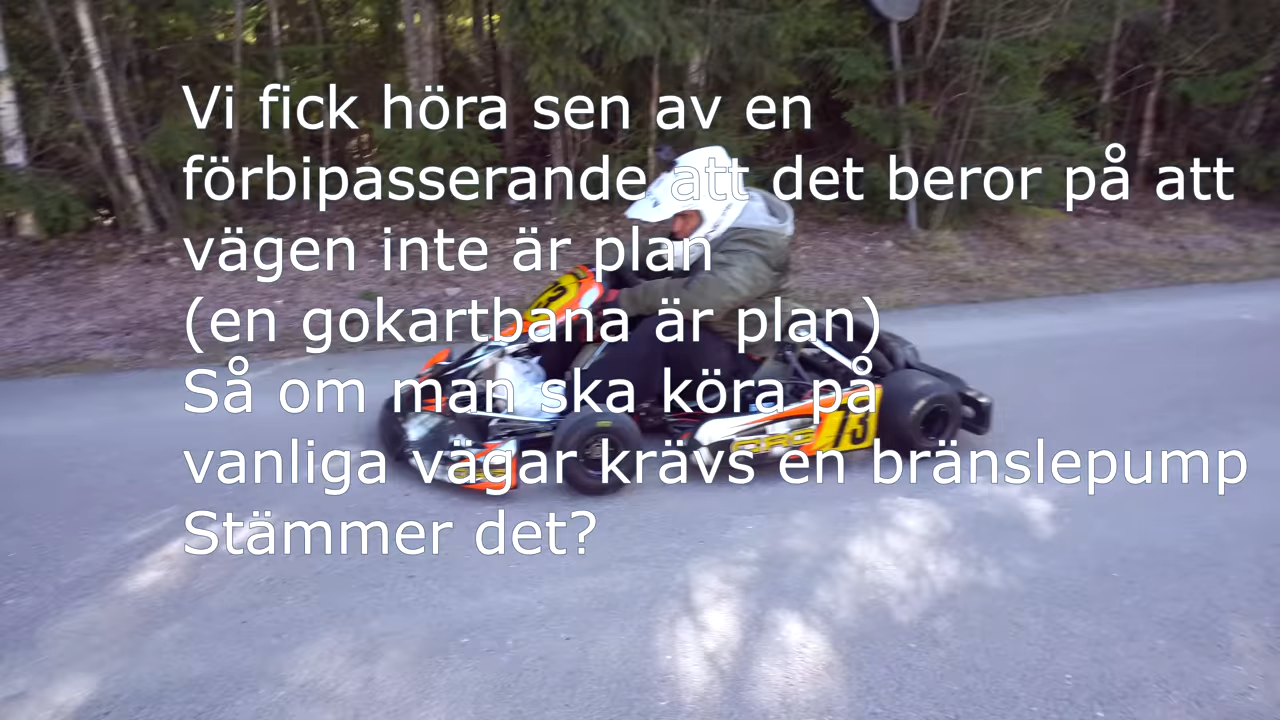 Vi fick höra sen av en
förbipasserande att det beror på att
vägen inte är plan
(en gokartbana är plan)
Så om man ska köra på
vanliga vägar krävs en bränslepump
Stämmer det?
73